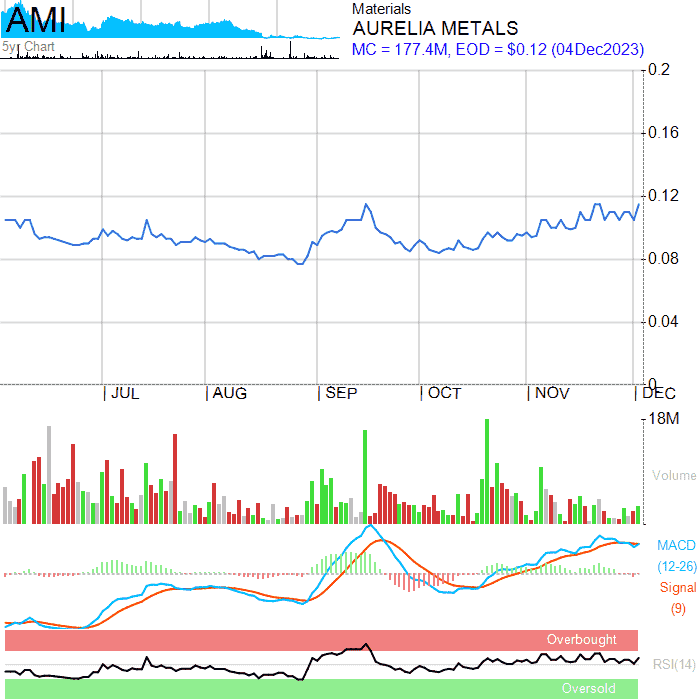 AMI
5yr Chart
Materials
AURELIA METALS
MC = 177.4M, EOD = $0.12 (04Dec2023)
0.2
0.16
0.12
0.08
0.04
0
JUL AUG SEP OCT NOV DEC
18M
Volume
MACD
(12-26)
Signal
(9)
Overbought
RSI(14)
Oversold